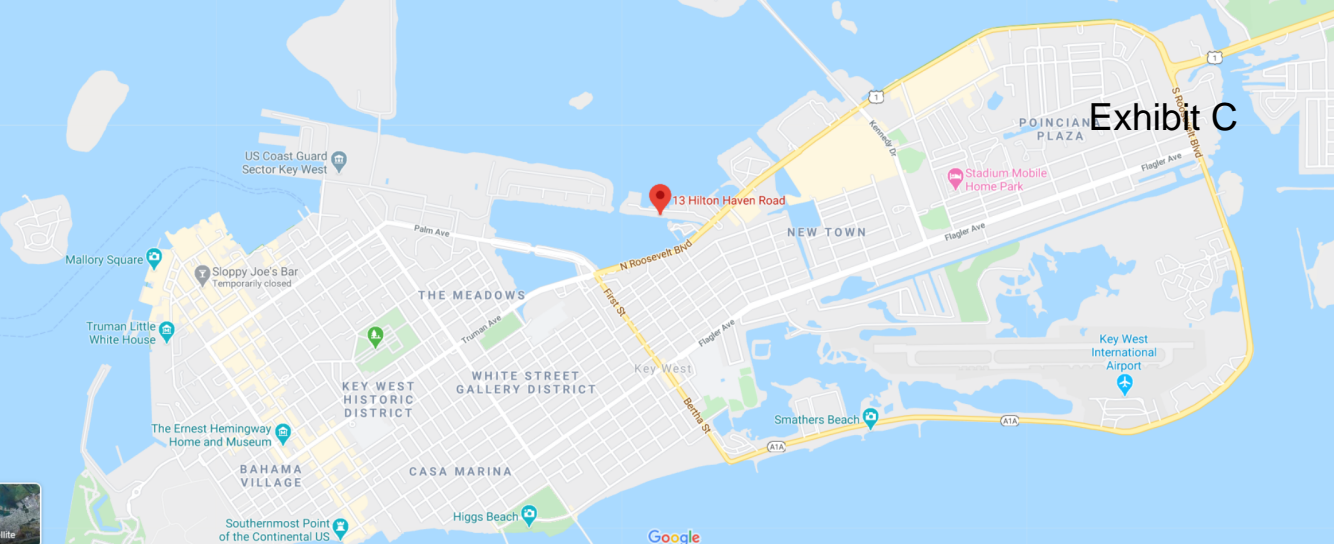 1
1
Exhibit C
POINCIANA
PLAZA
S Roosevelt Blvd
Kennedy Dr
Flagler Ave
US Coast Guard
Sector Key West
Stadium Mobile
Home Park
13 Hilton Haven Road
NEW TOWN
Flagler Ave
Palm Ave
N Roosevelt Blvd
Mallory Square
Sloppy Joe's Bar
Temporarily closed
THE MEADOWS
First St
Truman Little
White House
Truman Ave
Flagler Ave
Key West
International
Airport
Key West
WHITE STREET
GALLERY DISTRICT
KEY WEST
HISTORIC
DISTRICT
Bertha St
Smathers Beach
A1A
A1A
The Ernest Hemingway
Home and Museum
BAHAMA
VILLAGE
CASA MARINA
Higgs Beach
Southernmost Point
of the Continental US
Google
llite